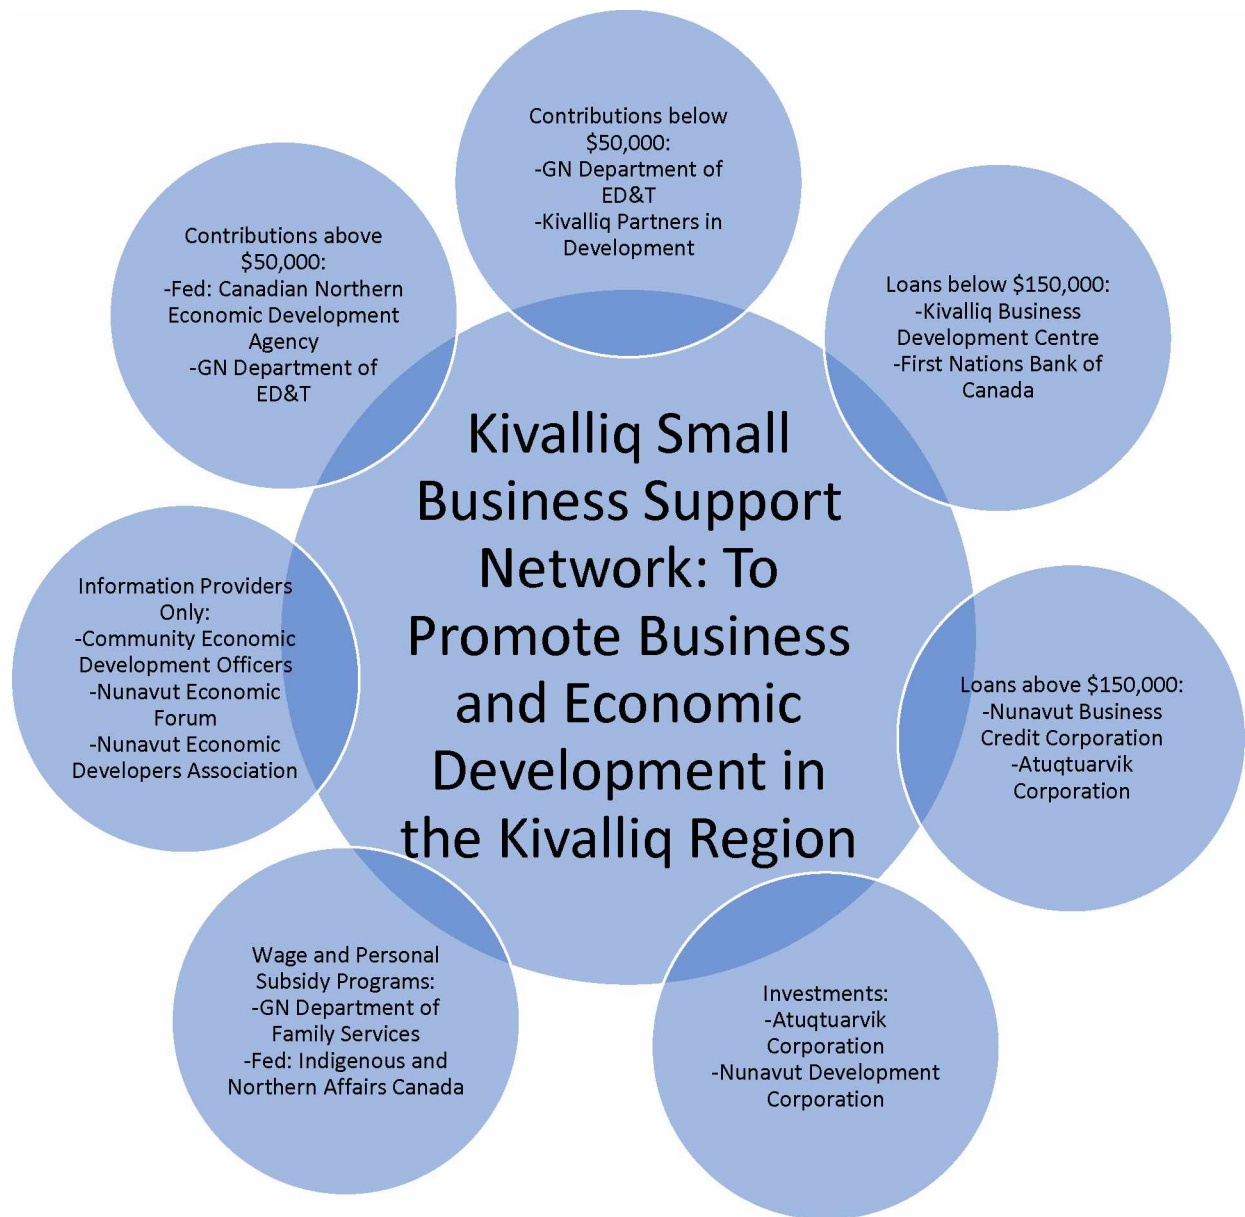 Contributions below
$50,000:
-GN Department of
ED&T
-Kivalliq Partners in
Development
Loans below $150,000:
-Kivalliq Business
Development Centre
-First Nations Bank of
Canada
Loans above $150,000:
-Nunavut Business
Credit Corporation
-Atuqtuarvik
Corporation
Investments:
-Atuqtuarvik
Corporation
-Nunavut Development
Corporation
Wage and Personal
Subsidy Programs:
-GN Department of
Family Services
-Fed: Indigenous and
Northern Affairs Canada
Information Providers
Only:
-Community Economic
Development Officers
-Nunavut Economic
Forum
-Nunavut Economic
Developers Association
Contributions above
$50,000:
-Fed: Canadian Northern
Economic Development
Agency
-GN Department of
ED&T
Kivalliq Small
Business Support
Network: To
Promote Business
and Economic
Development in
the Kivalliq Region